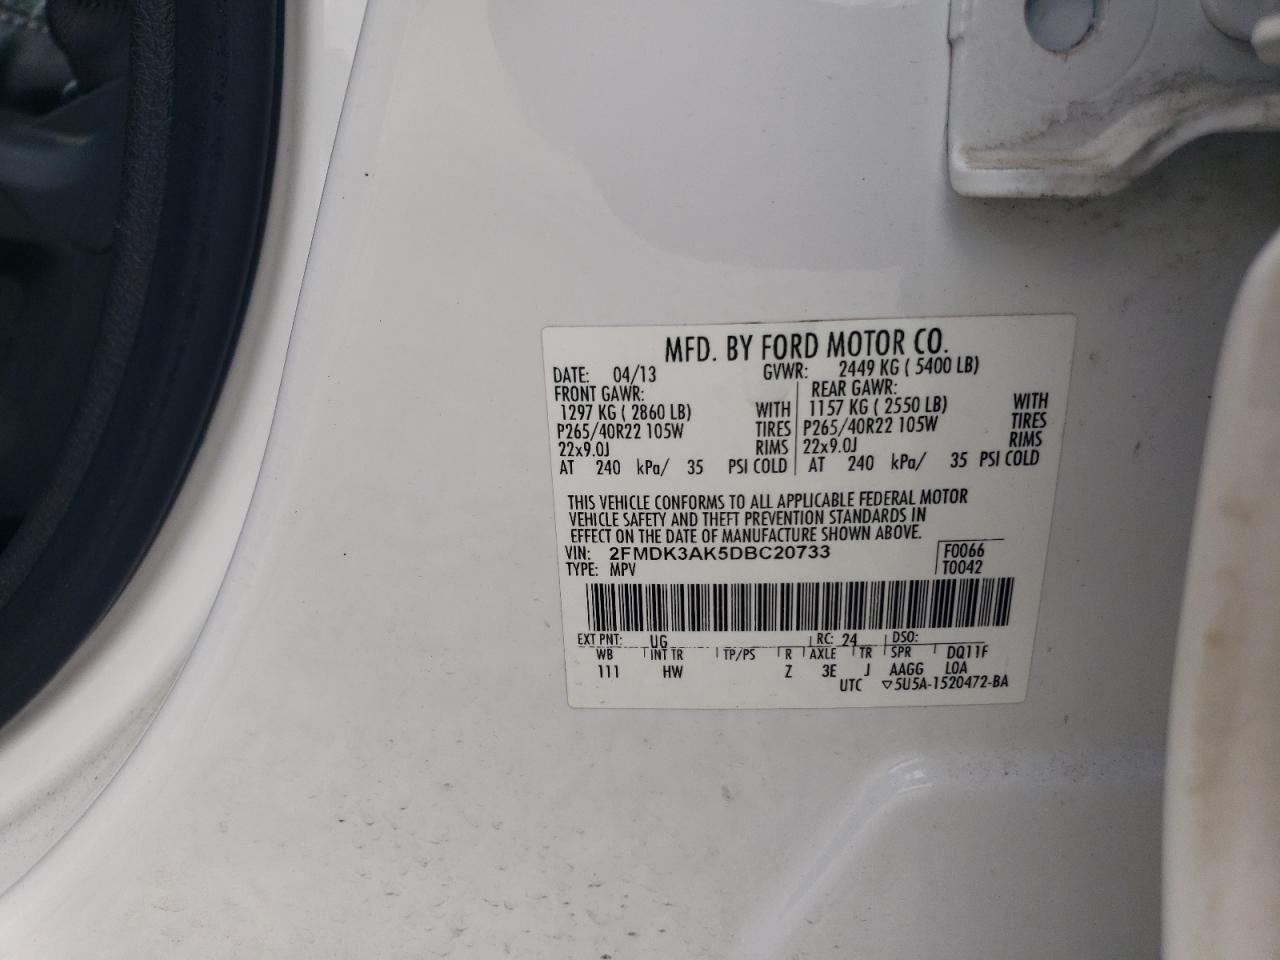 MFD. BY FORD MOTOR CO.
DATE: 04/13 GVWR: 2449 KG ( 5400 LB)
FRONT GAWR: REAR GAWR:
1297 KG ( 2860 LB) WITH 1157 KG ( 2550 LB) WITH
P265/40R22 105W TIRES P265/40R22 105W TIRES
22x9.0J RIMS 22x9.0J RIMS
AT 240 kPa/ 35 PSI COLD AT 240 kPa/ 35 PSI COLD
THIS VEHICLE CONFORMS TO ALL APPLICABLE FEDERAL MOTOR
VEHICLE SAFETY AND THEFT PREVENTION STANDARDS IN
EFFECT ON THE DATE OF MANUFACTURE SHOWN ABOVE.
VIN: 2FMDK3AK5DBC20733 F0066
TYPE: MPV T0042
EXT PNT: UG RC: 24 DSO:
WB INT TR TP/PS R AXLE TR SPR DQ11F
111 HW Z 3E J AAGG L0A
UTC ▽5U5A-1520472-BA